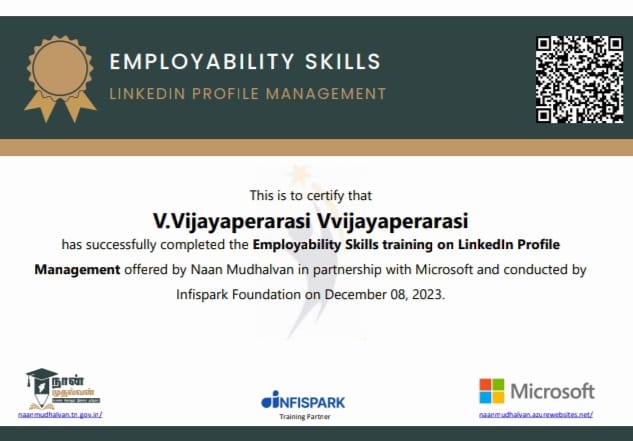 EMPLOYABILITY SKILLS
LINKEDIN PROFILE MANAGEMENT
This is to certify that
V.Vijayaperarasi Vvijayaperarasi
has successfully completed the Employability Skills training on LinkedIn Profile
Management offered by Naan Mudhalvan in partnership with Microsoft and conducted by
Infispark Foundation on December 08, 2023.
நான்
முதல்வன்
naanmudhalvan.tn.gov.in/
INFISPARK
Training Partner
Microsoft
naanmudhalvan.azurewebsites.net/